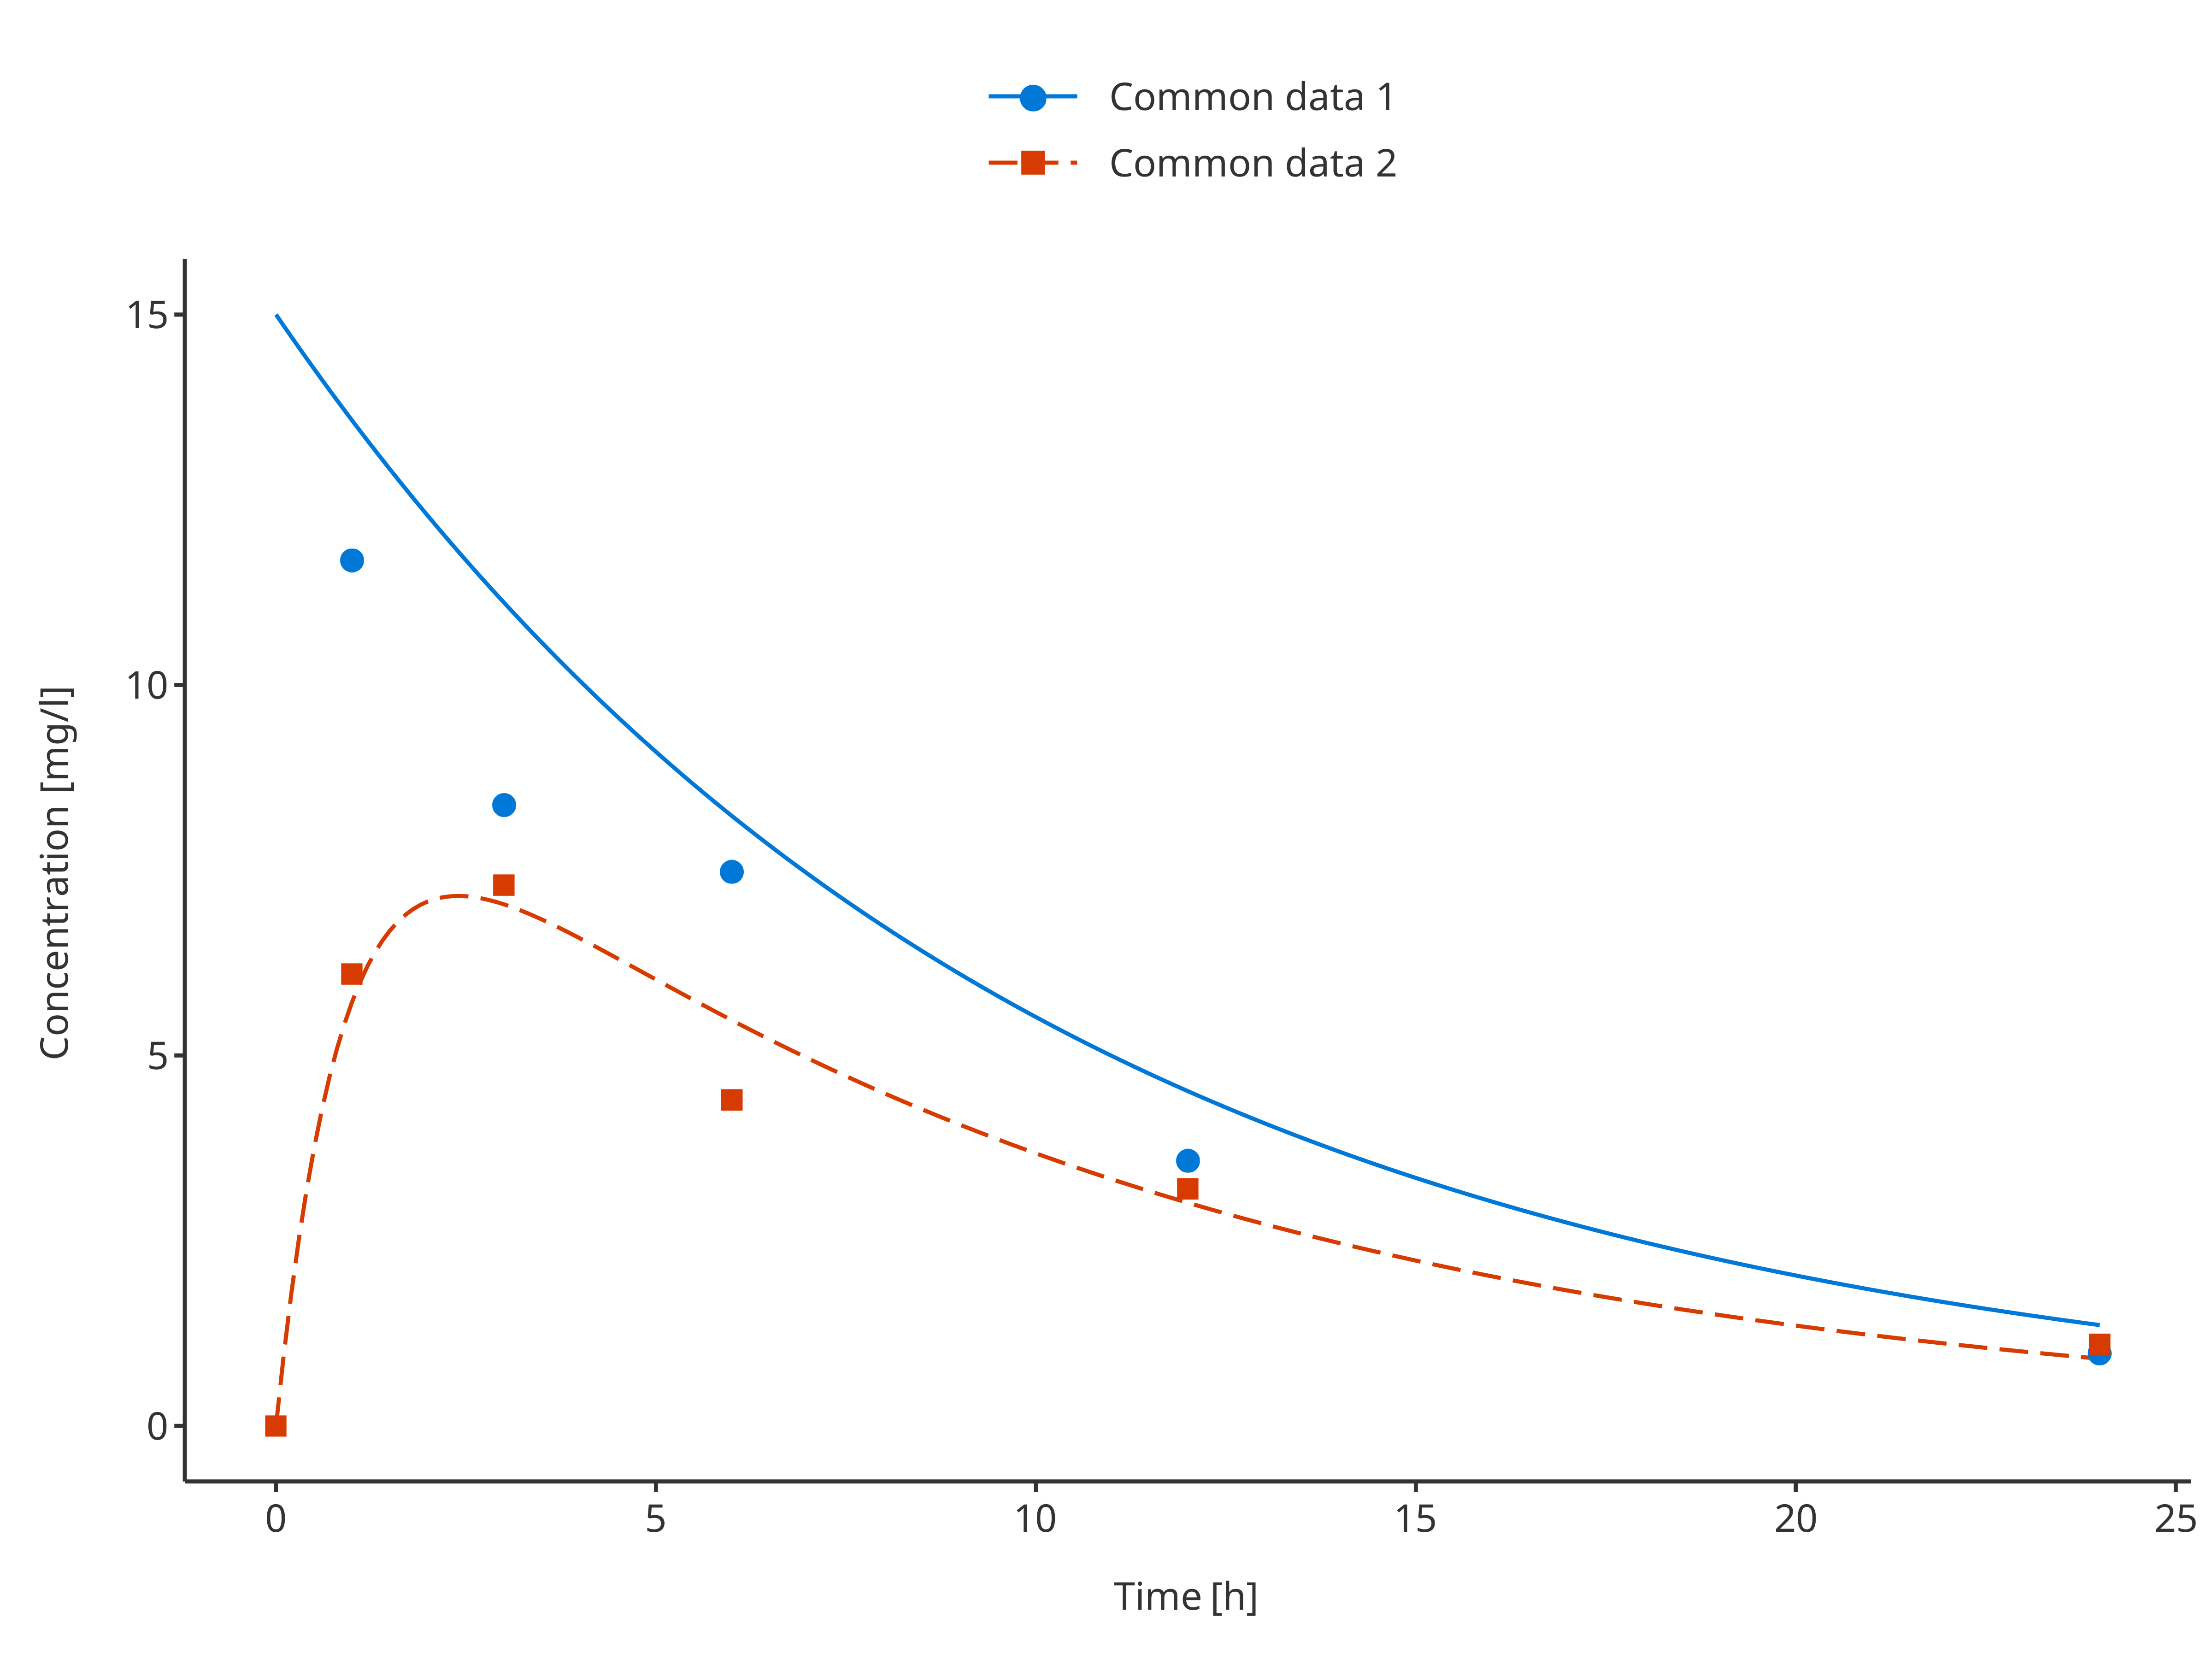 Common data 1
Common data 2
15
10
5
0
Concentration [mg/l]
0 5 10 15 20 25
Time [h]